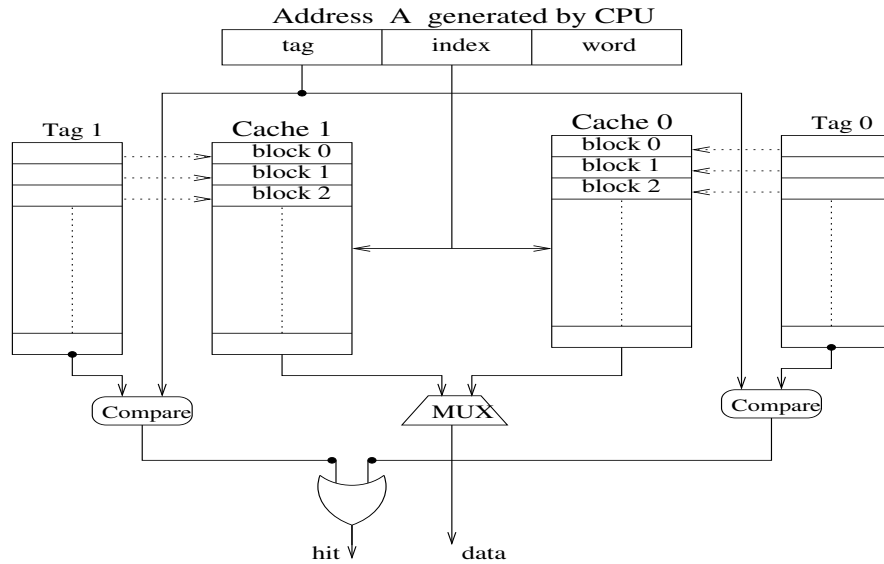 Address A generated by CPU
tag index word
Tag 1 Cache 1 Cache 0 Tag 0
block 0 block 0
block 1 block 1
block 2 block 2
Compare MUX Compare
hit data